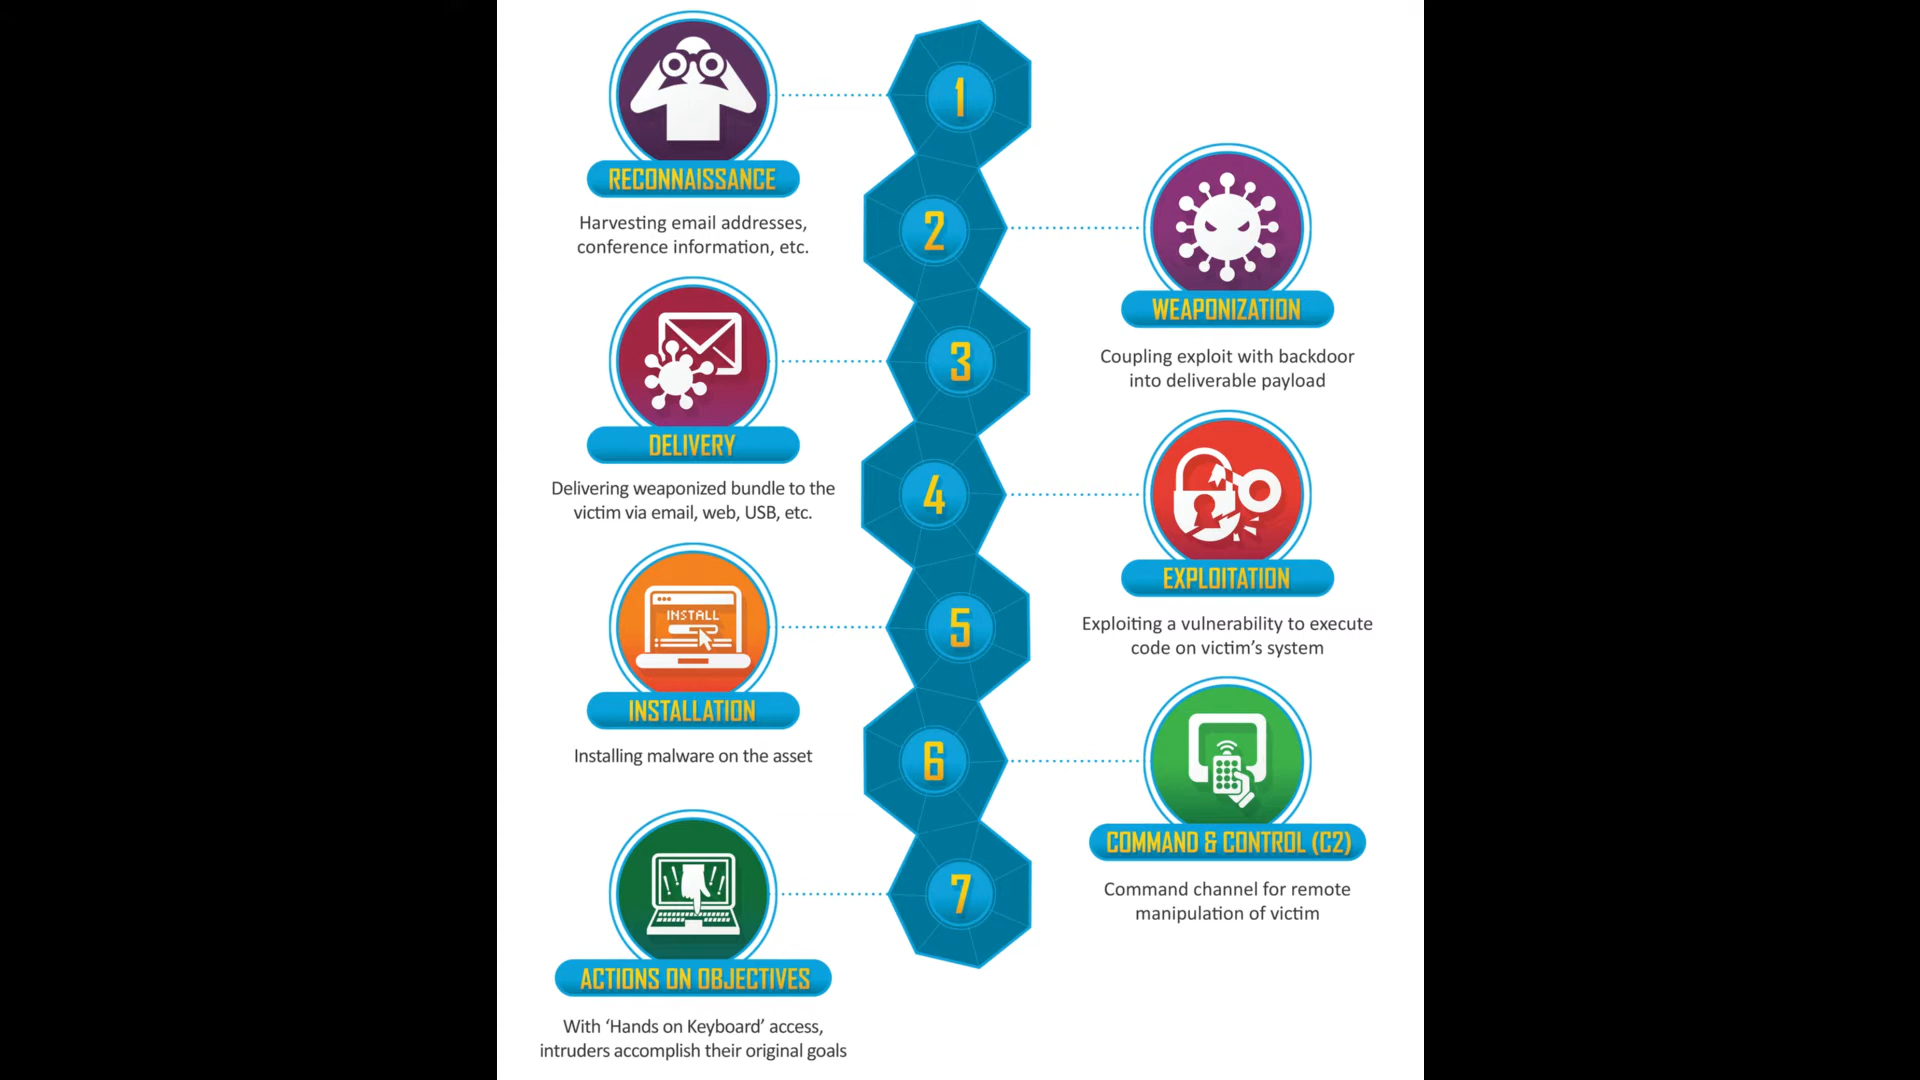 1
RECONNAISSANCE
Harvesting email addresses,
conference information, etc.
2
WEAPONIZATION
Coupling exploit with backdoor
into deliverable payload
3
DELIVERY
Delivering weaponized bundle to the
victim via email, web, USB, etc.
4
EXPLOITATION
Exploiting a vulnerability to execute
code on victim’s system
5
INSTALL
INSTALLATION
Installing malware on the asset
6
COMMAND & CONTROL (C2)
Command channel for remote
manipulation of victim
7
ACTIONS ON OBJECTIVES
With ‘Hands on Keyboard’ access,
intruders accomplish their original goals